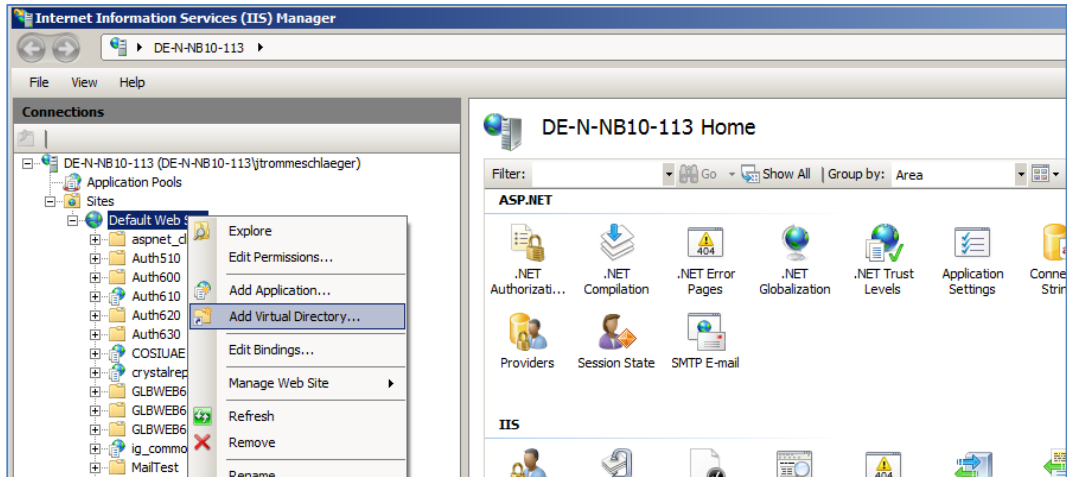 Internet Information Services (IIS) Manager
DE-N-NB10-113
File View Help
Connections
DE-N-NB10-113 (DE-N-NB10-113\jtrommeschlaeger)
Application Pools
Sites
Default Web
aspnet_cl
Auth510
Auth600
Auth610
Auth620
Auth630
COSIUAE
crystalrep
GLBWEB6
GLBWEB6
GLBWEB6
ig_commo
MailTest
Explore
Edit Permissions...
Add Application...
Add Virtual Directory...
Edit Bindings...
Manage Web Site
Refresh
Remove
Rename
DE-N-NB10-113 Home
Filter: Go Show All Group by: Area
ASP.NET
.NET Authorizati...
.NET Compilation
.NET Error Pages
.NET Globalization
.NET Trust Levels
Application Settings
Conne
Strin
Providers
Session State
SMTP E-mail
IIS
404
404